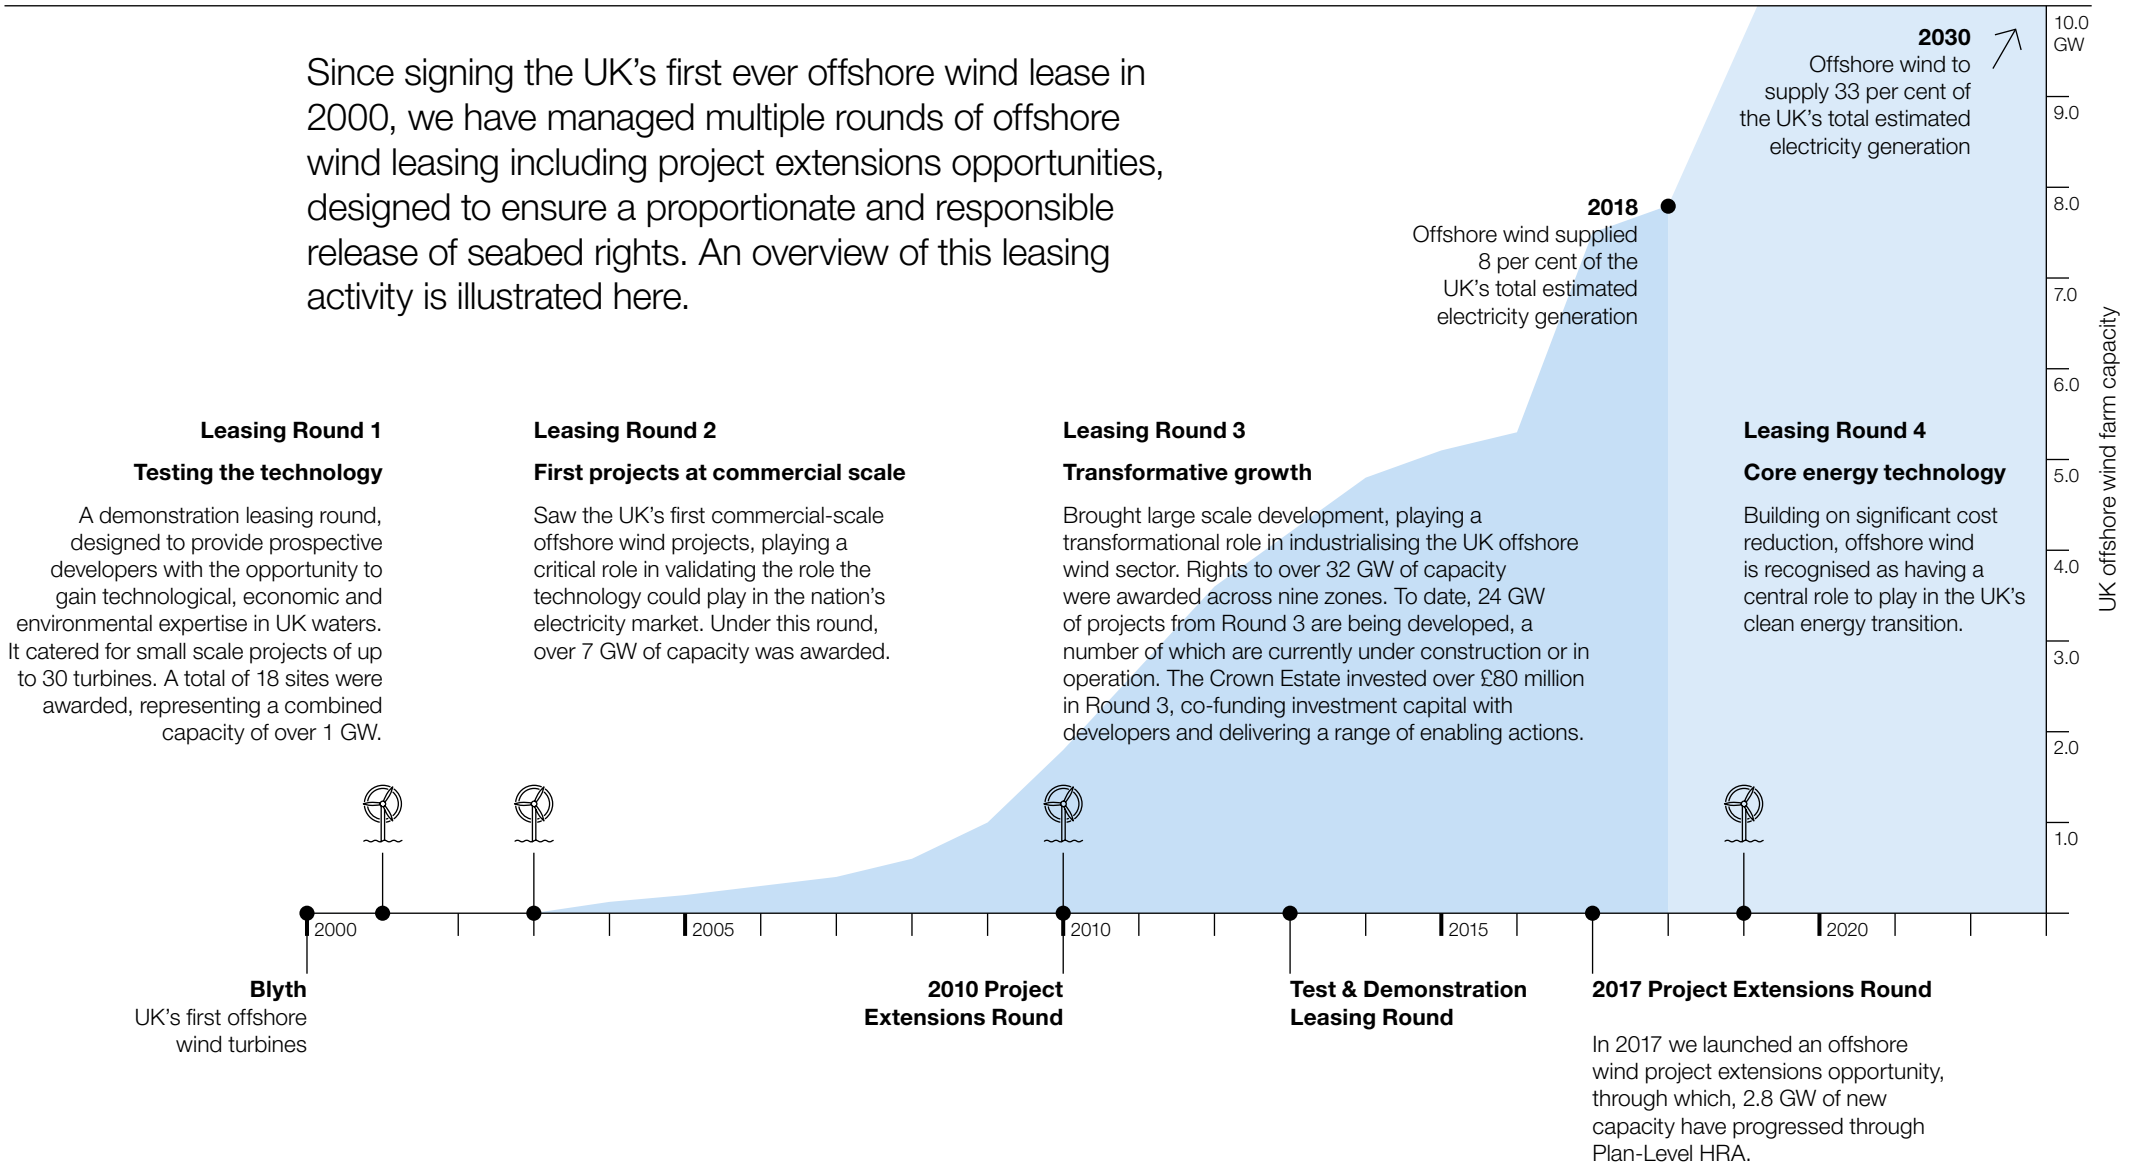 Since signing the UK's first ever offshore wind lease in
2000, we have managed multiple rounds of offshore
wind leasing including project extensions opportunities,
designed to ensure a proportionate and responsible
release of seabed rights. An overview of this leasing
activity is illustrated here.
2030
Offshore wind to
supply 33 per cent of
the UK's total estimated
electricity generation
2018
Offshore wind supplied
8 per cent of the
UK's total estimated
electricity generation
10.0
GW
9.0
8.0
7.0
6.0
5.0
4.0
3.0
2.0
1.0
UK offshore wind farm capacity
Leasing Round 1
Testing the technology
A demonstration leasing round,
designed to provide prospective
developers with the opportunity to
gain technological, economic and
environmental expertise in UK waters.
It catered for small scale projects of up
to 30 turbines. A total of 18 sites were
awarded, representing a combined
capacity of over 1 GW.
Leasing Round 2
First projects at commercial scale
Saw the UK's first commercial-scale
offshore wind projects, playing a
critical role in validating the role the
technology could play in the nation's
electricity market. Under this round,
over 7 GW of capacity was awarded.
Leasing Round 3
Transformative growth
Brought large scale development, playing a
transformational role in industrialising the UK offshore
wind sector. Rights to over 32 GW of capacity
were awarded across nine zones. To date, 24 GW
of projects from Round 3 are being developed, a
number of which are currently under construction or in
operation. The Crown Estate invested over £80 million
in Round 3, co-funding investment capital with
developers and delivering a range of enabling actions.
Leasing Round 4
Core energy technology
Building on significant cost
reduction, offshore wind
is recognised as having a
central role to play in the UK's
clean energy transition.
2000
2005
2010
2015
2020
Blyth
UK's first offshore
wind turbines
2010 Project
Extensions Round
Test & Demonstration
Leasing Round
2017 Project Extensions Round
In 2017 we launched an offshore
wind project extensions opportunity,
through which, 2.8 GW of new
capacity have progressed through
Plan-Level HRA.